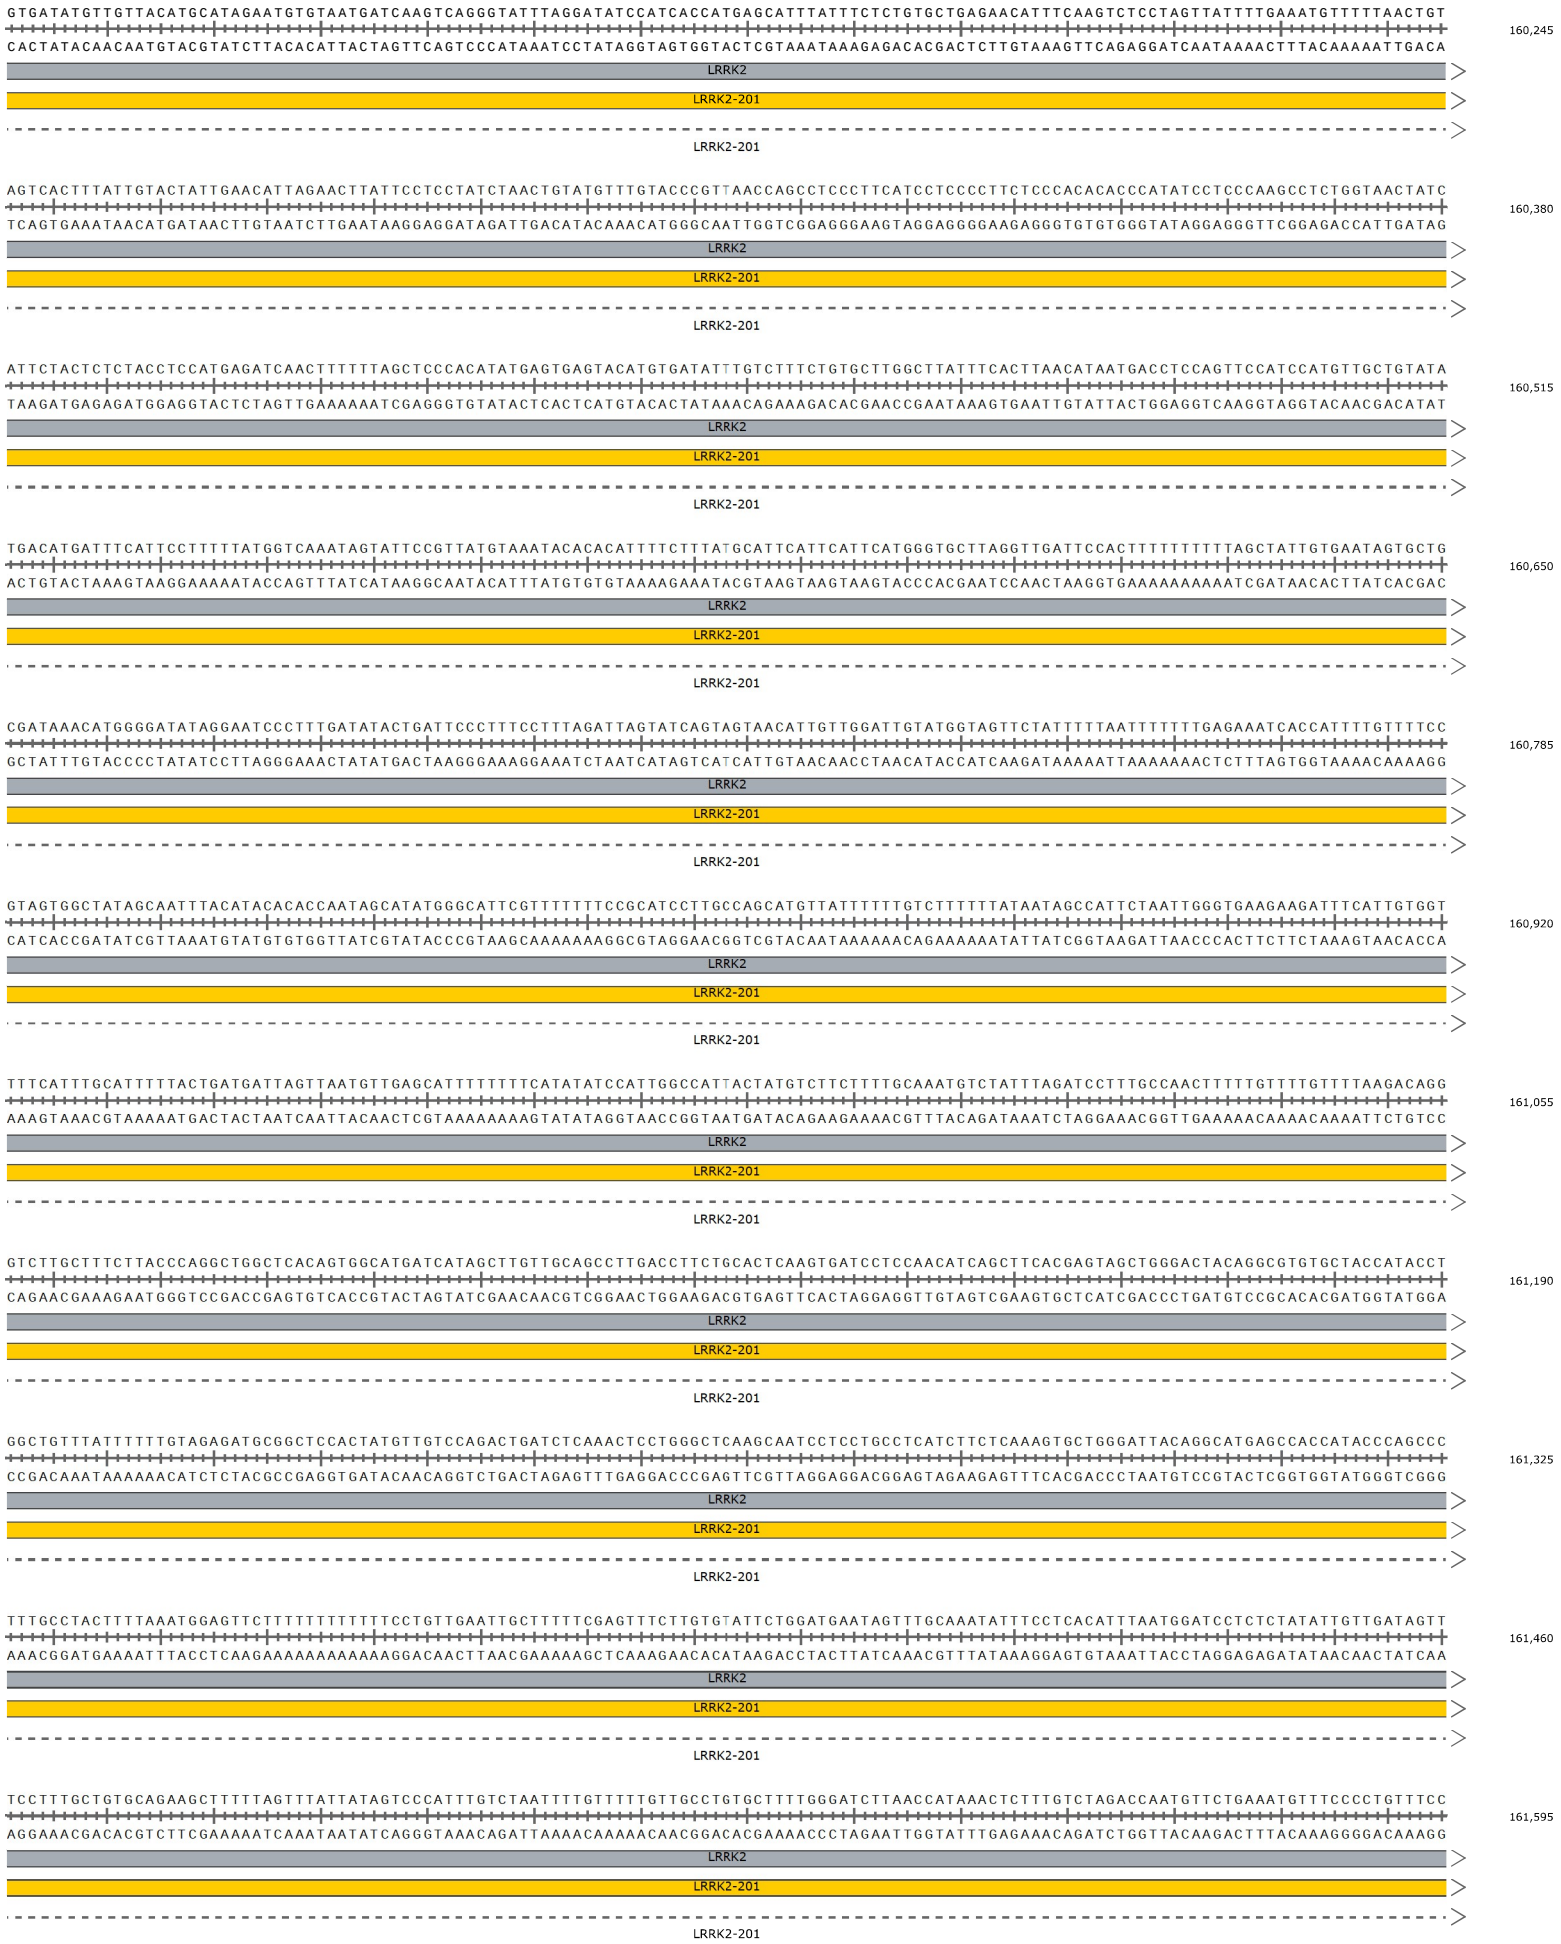 GTGATATGTTGTTACATGCATAGAATGTGTAATGATCAAGTCAGGGTATTTAGGATATCCATCACCATGAGCATTTATTTCTCTGTGCTGAGAACATTTCAAGTCTCCTAGTTATTTTGAAATGTTTTTAACTGT
160,245
CACTATACAACAATGTACGTATCTTACACATTACTAGTTCAGTCCCATAAATCCTATAGGTAGTGGTACTCGTAAATAAAGAGACACGACTCTTGTAAAGTTCAGAGGATCAATAAAACTTTACAAAAATTGACA
LRRK2
LRRK2-201
LRRK2-201
AGTCACTTTATTGTACTATTGAACATTAGAACTTATTCCTCCTATCTAACTGTATGTTTGTACCCGTTAACCAGCCTCCCTTCATCCTCCCCTTCTCCCACACACCCATATCCTCCCAAGCCTCTGGTAACTATC
160,380
TCAGTGAAATAACATGATAACTTGTAATCTTGAATAAGGAGGATAGATTGACATACAAACATGGGCAATTGGTCGGAGGGAAGTAGGAGGGGAAGAGGGTGTGTGGGTATAGGAGGGTTCGGAGACCATTGATAG
LRRK2
LRRK2-201
LRRK2-201
ATTCTACTCTCTACCTCCATGAGATCAACTTTTTTAGCTCCCACATATGAGTGAGTACATGTGATATTTGTCTTTCTGTGCTTGGCTTATTTCACTTAACATAATGACCTCCAGTTCCATCCATGTTGCTGTATA
160,515
TAAGATGAGAGATGGAGGTACTCTAGTTGAAAAAATCGAGGGTGTATACTCACTCATGTACACTATAAACAGAAAGACACGAACCGAATAAAGTGAATTGTATTACTGGAGGTCAAGGTAGGTACAACGACATAT
LRRK2
LRRK2-201
LRRK2-201
TGACATGATTTCATTCCTTTTTATGGTCAAATAGTATTCCGTTATGTAAATACACACATTTTCTTTATGCATTCATTCATTCATGGGTGCTTAGGTTGATTCCACTTTTTTTTTTAGCTATTGTGAATAGTGCTG
160,650
ACTGTACTAAAGTAAGGAAAAATACCAGTTTATCATAAGGCAATACATTTATGTGTGTAAAAGAAATACGTAAGTAAGTAAGTACCCACGAATCCAACTAAGGTGAAAAAAAAAATCGATAACACTTATCACGAC
LRRK2
LRRK2-201
LRRK2-201
CGATAAACATGGGGATATAGGAATCCCTTTGATATACTGATTCCCTTTCCTTTAGATTAGTATCAGTAGTAACATTGTTGGATTGTATGGTAGTTCTATTTTTAATTTTTTTGAGAAATCACCATTTTGTTTTCC
160,785
GCTATTTGTACCCCTATATCCTTAGGGAAACTATATGACTAAGGGAAAGGAAATCTAATCATAGTCATCATTGTAACAACCTAACATACCATCAAGATAAAAATTAAAAAAACTCTTTAGTGGTAAAACAAAAGG
LRRK2
LRRK2-201
LRRK2-201
GTAGTGGCTATAGCAATTTACATACACACCAATAGCATATGGGCATTCGTTTTTTTCCGCATCCTTGCCAGCATGTTATTTTTTGTCTTTTTTATAATAGCCATTCTAATTGGGTGAAGAAGATTTCATTGTGGT
160,920
CATCACCGATATCGTTAAATGTATGTGTGGTTATCGTATACCCGTAAGCAAAAAAAGGCGTAGGAACGGTCGTACAATAAAAAACAGAAAAAATATTATCGGTAAGATTAACCCACTTCTTCTAAAGTAACACCA
LRRK2
LRRK2-201
LRRK2-201
TTTCATTTGCATTTTTACTGATGATTAGTTAATGTTGAGCATTTTTTTTCATATATCCATTGGCCATTACTATGTCTTCTTTTGCAAATGTCTATTTAGATCCTTTGCCAACTTTTTGTTTTGTTTTAAGACAGG
161,055
AAAGTAAACGTAAAAATGACTACTAATCAATTACAACTCGTAAAAAAAAGTATATAGGTAACCGGTAATGATACAGAAGAAAACGTTTACAGATAAATCTAGGAAACGGTTGAAAAACAAAACAAAATTCTGTCC
LRRK2
LRRK2-201
LRRK2-201
GTCTTGCTTTCTTACCCAGGCTGGCTCACAGTGGCATGATCATAGCTTGTTGCAGCCTTGACCTTCTGCACTCAAGTGATCCTCCAACATCAGCTTCACGAGTAGCTGGGACTACAGGCGTGTGCTACCATACCT
161,190
CAGAACGAAAGAATGGGTCCGACCGAGTGTCACCGTACTAGTATCGAACAACGTCGGAACTGGAAGACGTGAGTTCACTAGGAGGTTGTAGTCGAAGTGCTCATCGACCCTGATGTCCGCACACGATGGTATGGA
LRRK2
LRRK2-201
LRRK2-201
GGCTGTTTATTTTTTGTAGAGATGCGGCTCCACTATGTTGTCCAGACTGATCTCAAACTCCTGGGCTCAAGCAATCCTCCTGCCTCATCTTCTCAAAGTGCTGGGATTACAGGCATGAGCCACCATACCCAGCCC
161,325
CCGACAAATAAAAAACATCTCTACGCCGAGGTGATACAACAGGTCTGACTAGAGTTTGAGGACCCGAGTTCGTTAGGAGGACGGAGTAGAAGAGTTTCACGACCCTAATGTCCGTACTCGGTGGTATGGGTCGGG
LRRK2
LRRK2-201
LRRK2-201
TTTGCCTACTTTTAAATGGAGTTCTTTTTTTTTTTTTCCTGTTGAATTGCTTTTTCGAGTTTCTTGTGTATTCTGGATGAATAGTTTGCAAATATTTCCTCACATTTAATGGATCCTCTCTATATTGTTGATAGTT
161,460
AAACGGATGAAAATTTACCTCAAGAAAAAAAAAAAAAGGACAACTTAACGAAAAAGCTCAAAGAACACATAAGACCTACTTATCAAACGTTTATAAAGGAGTGTAAATTACCTAGGAGAGATATAACAACTATCAA
LRRK2
LRRK2-201
LRRK2-201
TCCTTTGCTGTGCAGAAGCTTTTTAGTTTATTATAGTCCCATTTGTCTAATTTTGTTTTTGTTGCCTGTGCTTTTGGGATCTTAACCATAAACTCTTTGTCTAGACCAATGTTCTGAAATGTTTCCCCTGTTTCC
161,595
AGGAAACGACACGTCTTCGAAAAATCAAATAATATCAGGGTAAACAGATTAAAACAAAAACAACGGACACGAAAACCCTAGAATTGGTATTTGAGAAACAGATCTGGTTACAAGACTTTACAAAGGGGACAAAGG
LRRK2
LRRK2-201
LRRK2-201